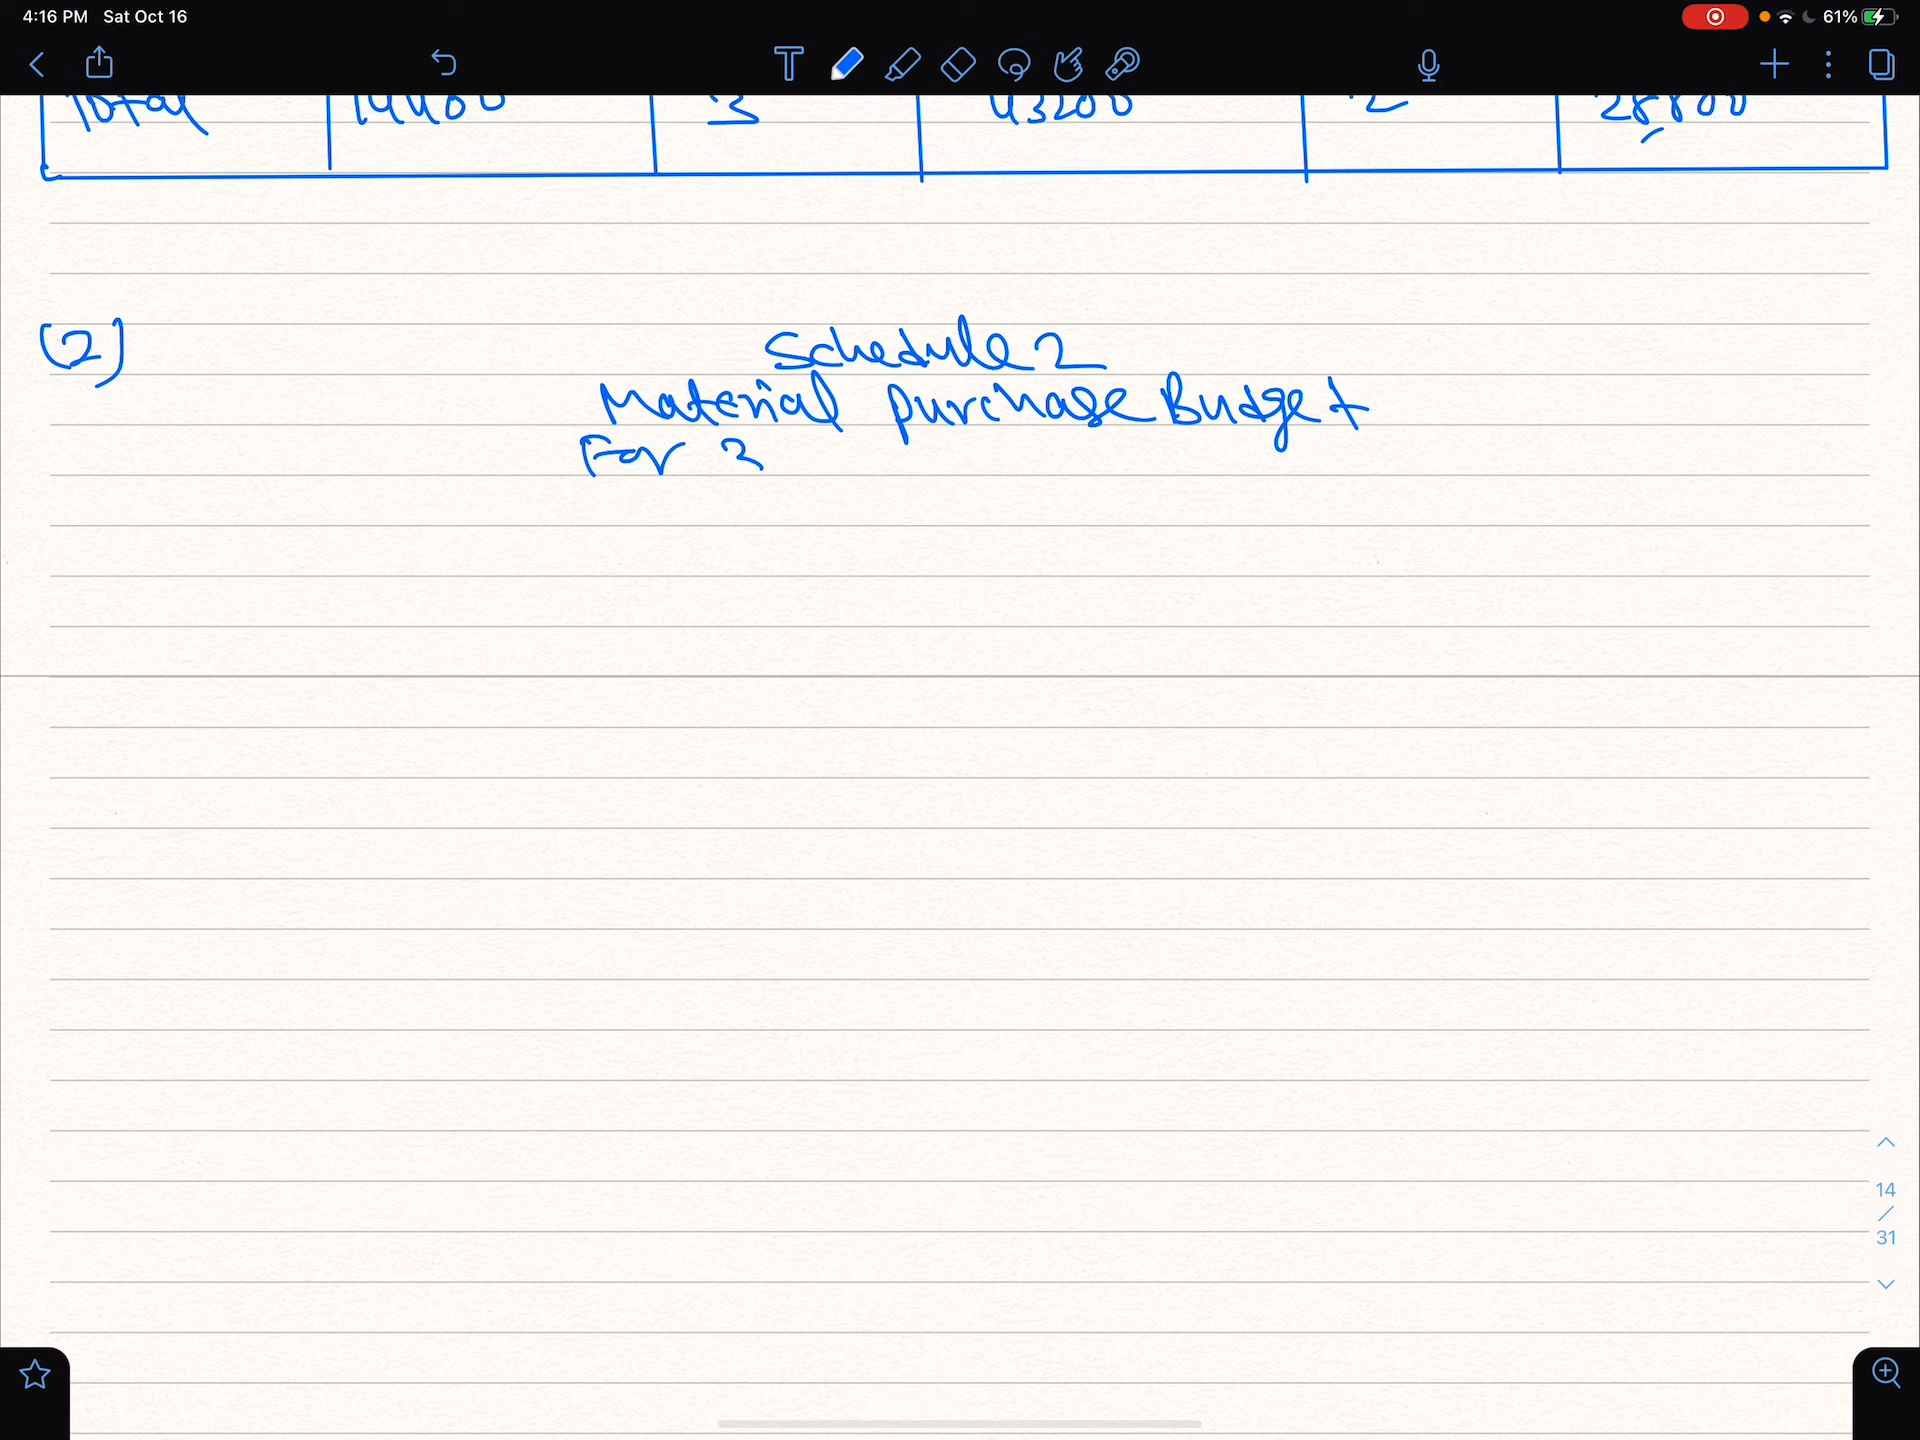 4:16 PM Sat Oct 16
61%
T
Total 14400 3 43200 2 28800
(2) Schedule 2
Material purchase Budget
For 2
14
/
31